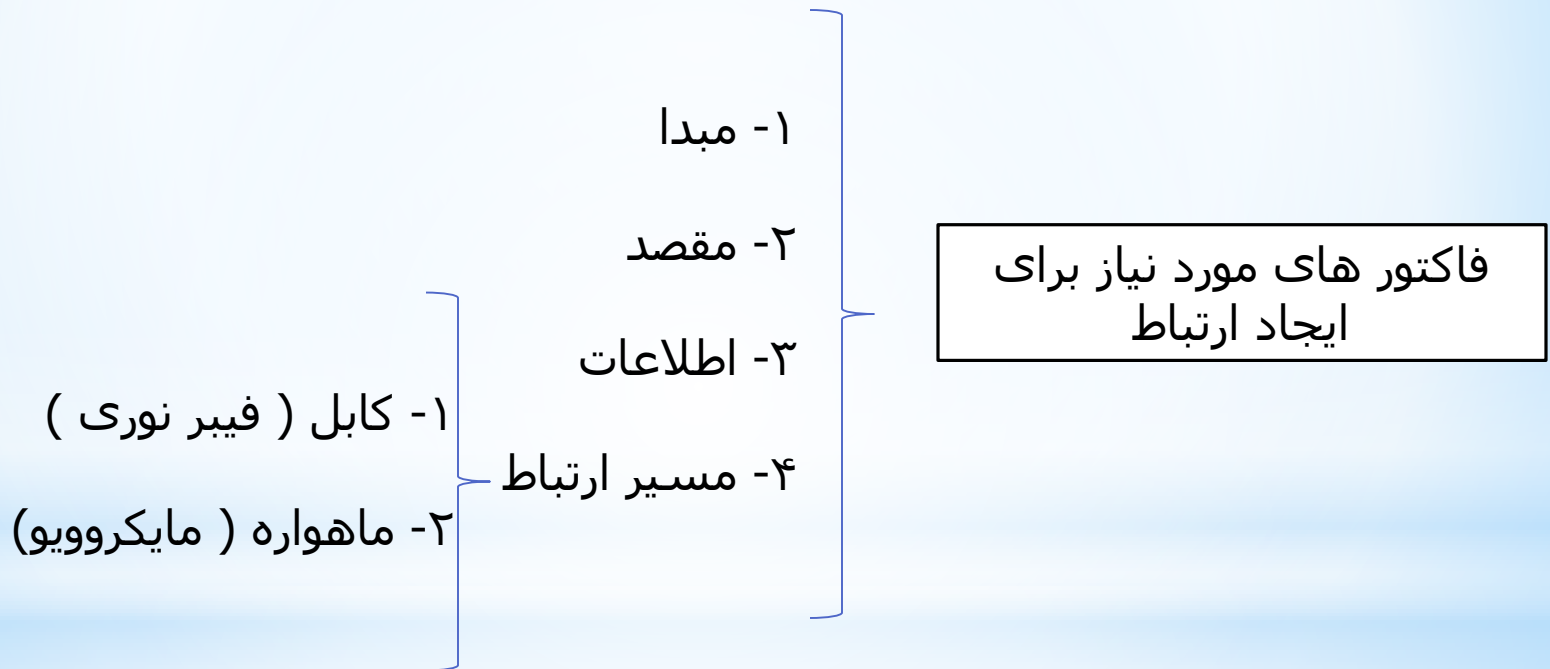 فاکتور های مورد نیاز برای
ایجاد ارتباط
۱- مبدا
۲- مقصد
۳- اطلاعات
۴- مسیر ارتباط
۱- کابل ( فیبر نوری )
۲- ماهواره ( مایکروویو)